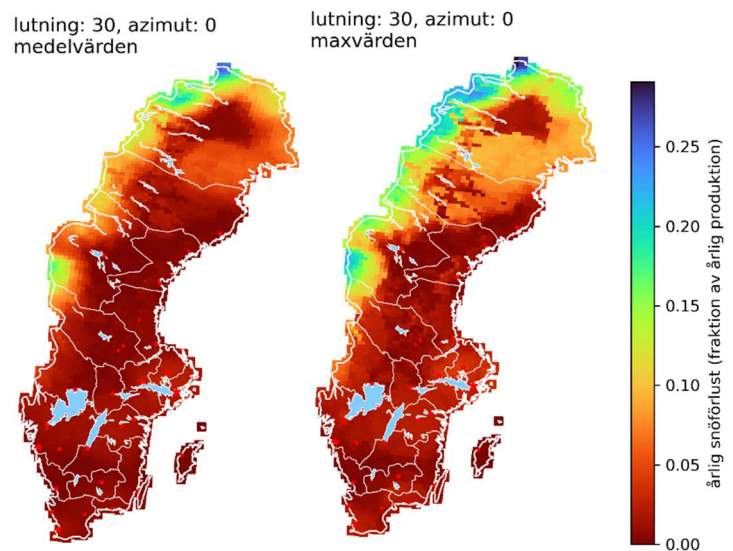 lutning: 30, azimut: 0
medelvärden
lutning: 30, azimut: 0
maxvärden
0.25
0.20
0.15
0.10
0.05
0.00
årlig snöförlust (fraktion av årlig produktion)